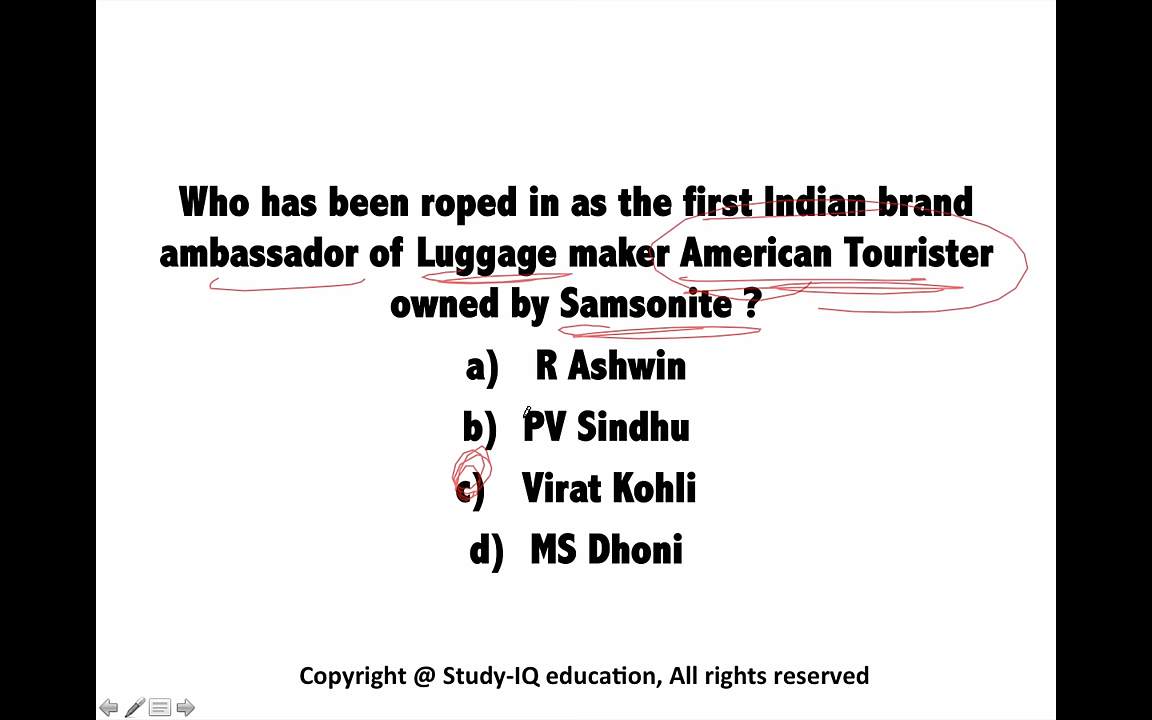 Who has been roped in as the first Indian brand
ambassador of Luggage maker American Tourister
owned by Samsonite ?
a) R Ashwin
b) PV Sindhu
c) Virat Kohli
d) MS Dhoni
Copyright @ Study-IQ education, All rights reserved